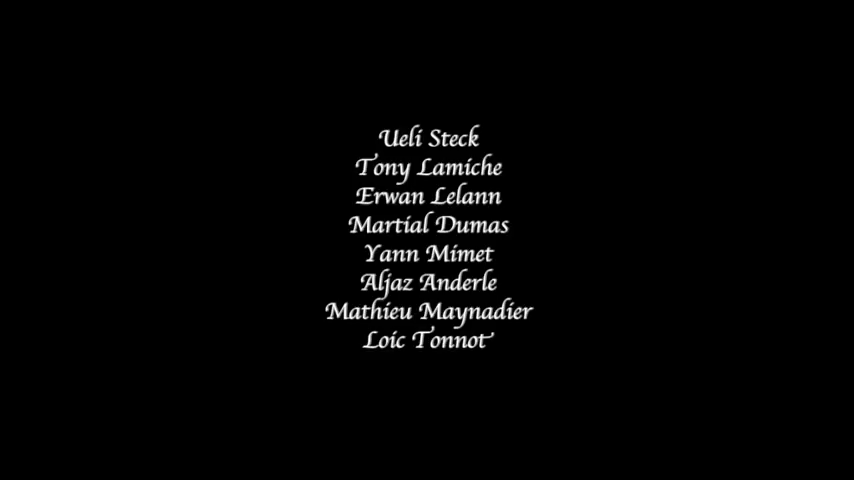 Ueli Steck
Tony Lamiche
Erwan Lelann
Martial Dumas
Yann Mimet
Aljaz Anderle
Mathieu Maynadier
Loic Tonnot